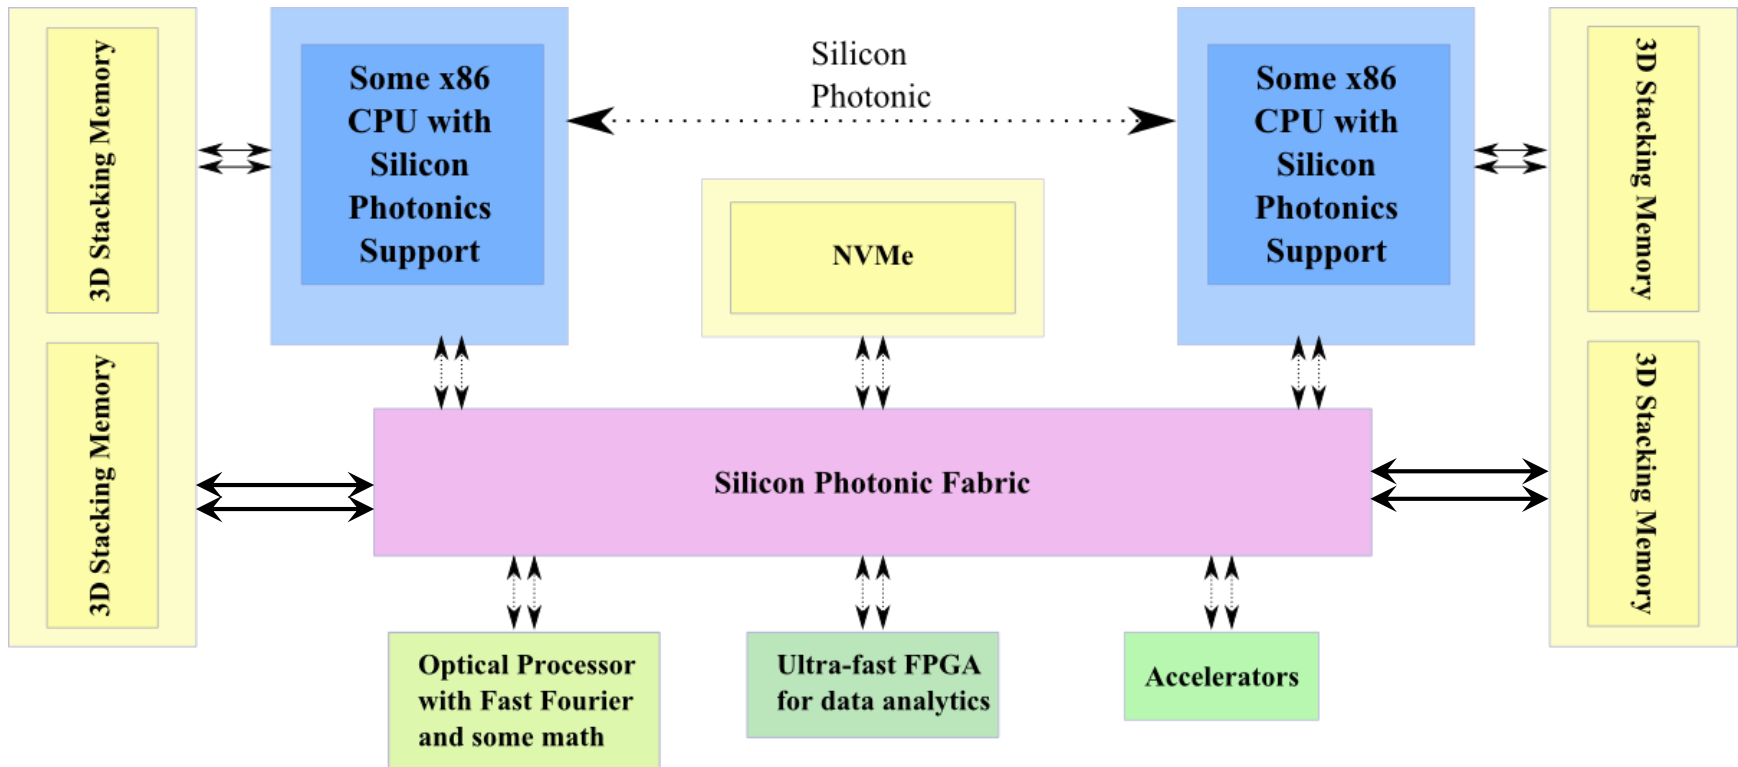 3D Stacking Memory
Some x86
CPU with
Silicon
Photonics
Support
Silicon
Photonic
Some x86
CPU with
Silicon
Photonics
Support
3D Stacking Memory
NVMe
3D Stacking Memory
Silicon Photonic Fabric
3D Stacking Memory
Optical Processor
with Fast Fourier
and some math
Ultra-fast FPGA
for data analytics
Accelerators